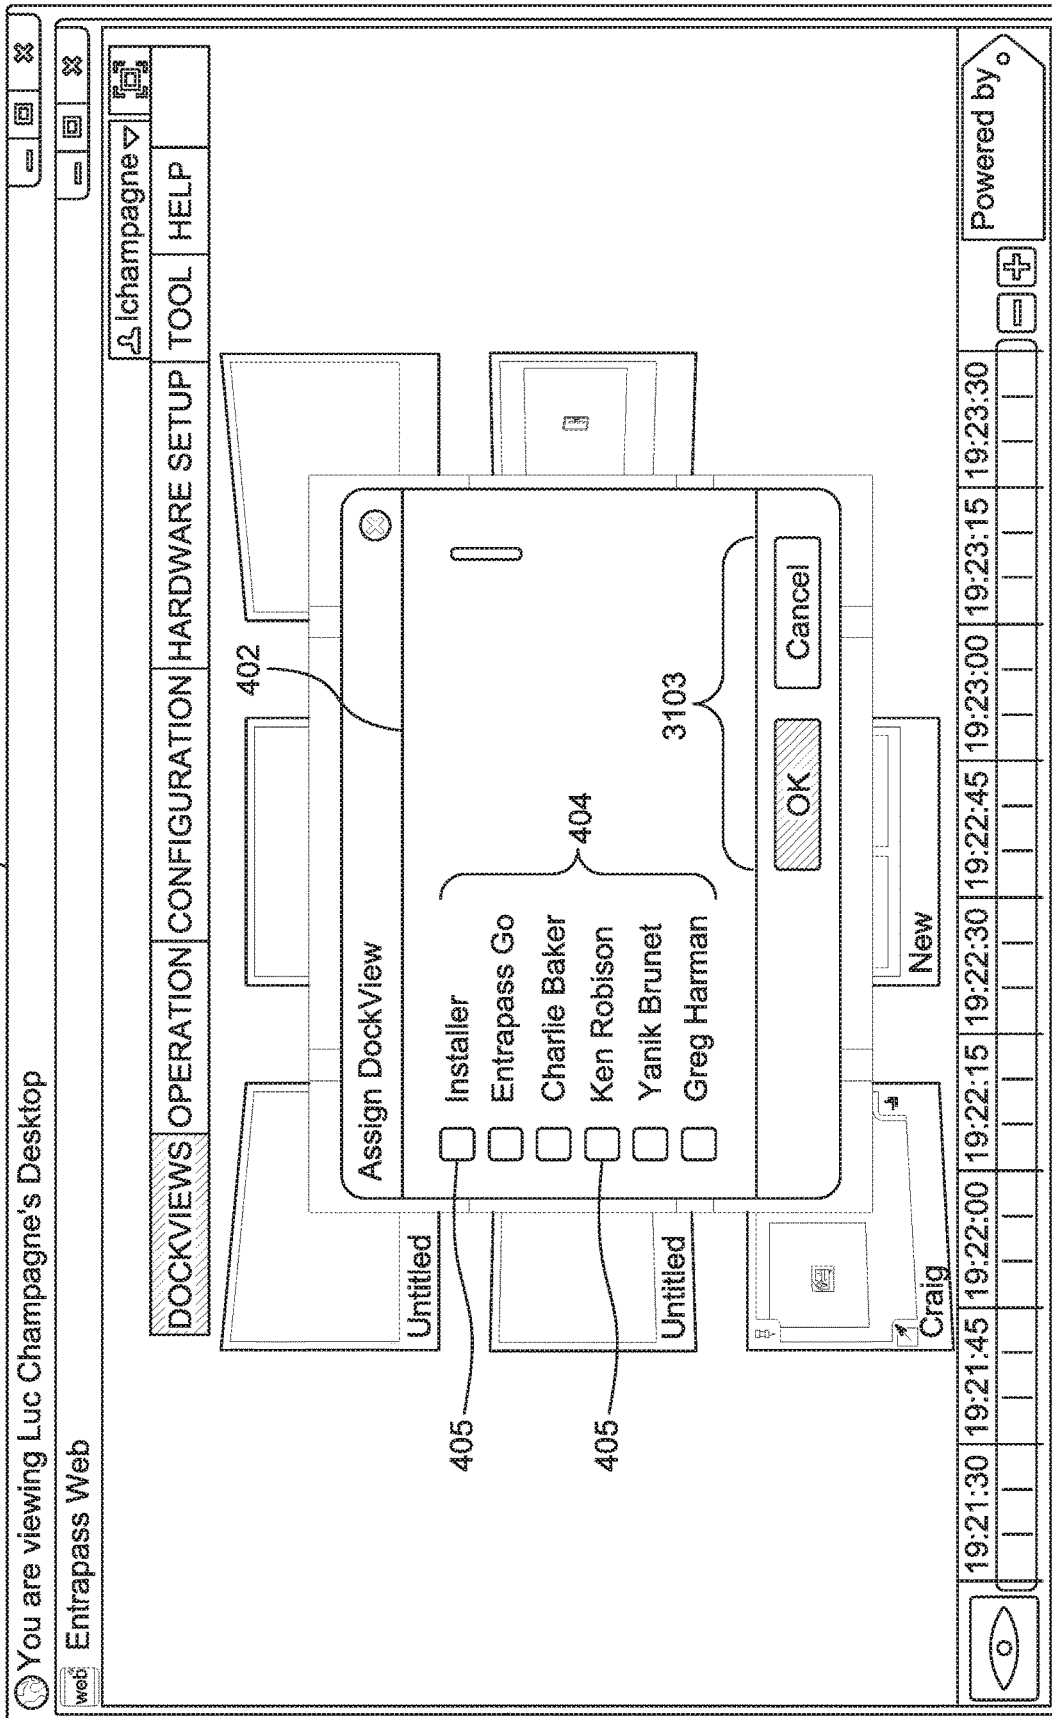 You are viewing Luc Champagne's Desktop
web Entrapass Web
lchampagne
DOCKVIEWS OPERATION CONFIGURATION HARDWARE SETUP TOOL HELP
402
Untitled
Assign DockView
405
Installer
Entrapass Go
Charlie Baker
Ken Robison
Yanik Brunet
Greg Harman
404
405
3103
Untitled
OK
Cancel
Craig
New
19:21:30 19:21:45 19:22:00 19:22:15 19:22:30 19:22:45 19:23:00 19:23:15 19:23:30
Powered by